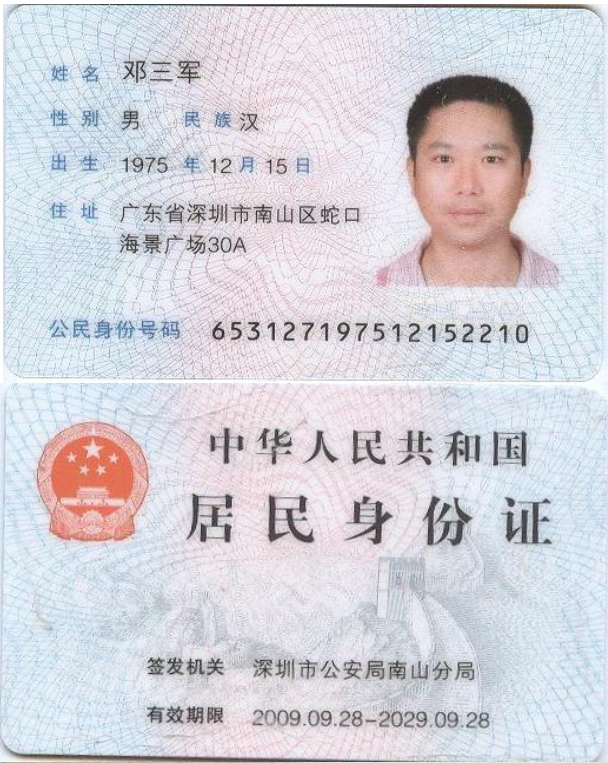 姓名 邓三军
性别 男 民族 汉
出生 1975 年 12 月 15 日
住址 广东省深圳市南山区蛇口
海景广场30A
公民身份号码 653127197512152210
中华人民共和国
居民身份证
签发机关 深圳市公安局南山分局
有效期限 2009.09.28-2029.09.28